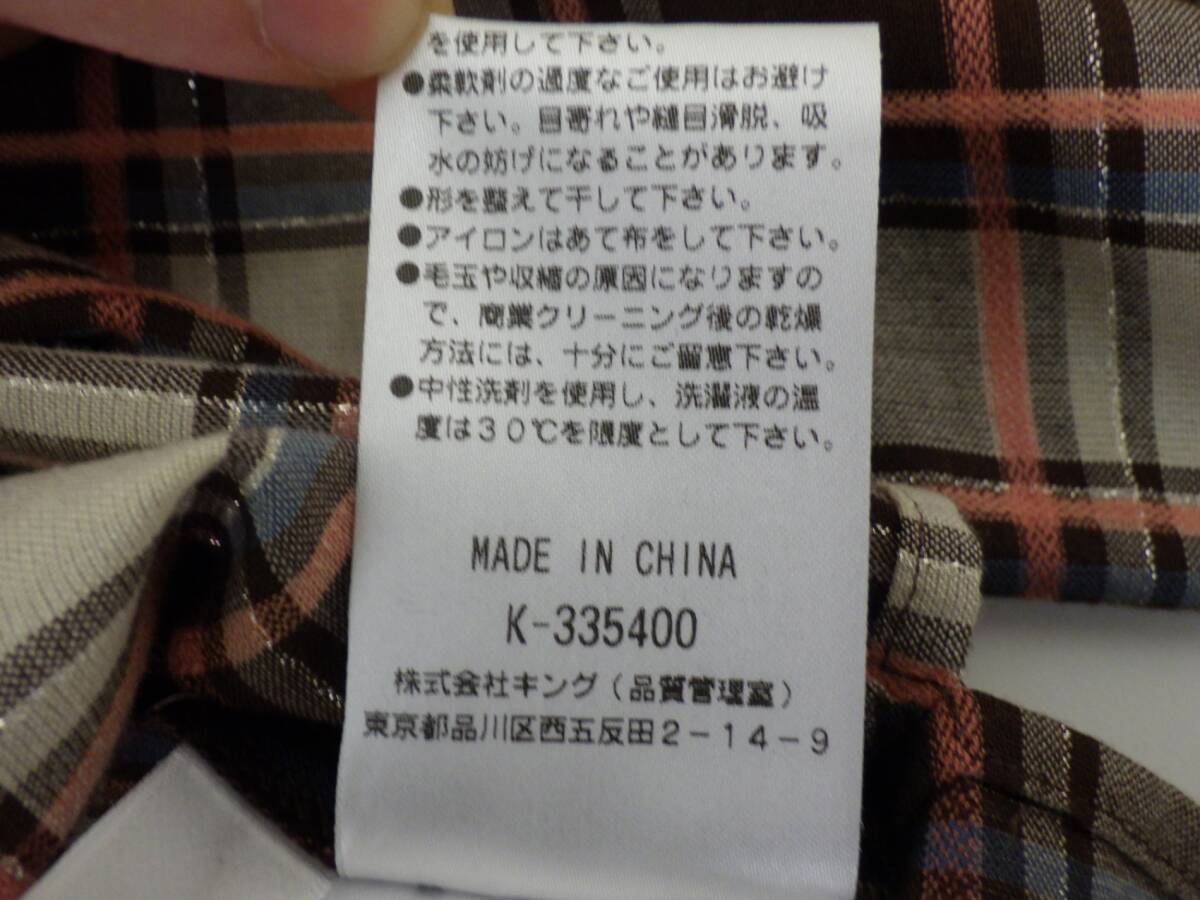 を使用して下さい。
●柔軟剤の過度なご使用はお避け
下さい。目寄れや縫目滑脱、吸
水の妨げになることがあります。
●形を整えて干して下さい。
●アイロンはあて布をして下さい。
●毛玉や収縮の原因になりますの
で、商業クリーニング後の乾燥
方法には、十分にご留意下さい。
●中性洗剤を使用し、洗濯液の温
度は30℃を限度として下さい。
MADE IN CHINA
K-335400
株式会社キング(品質管理室)
東京都品川区西五反田2-14-9